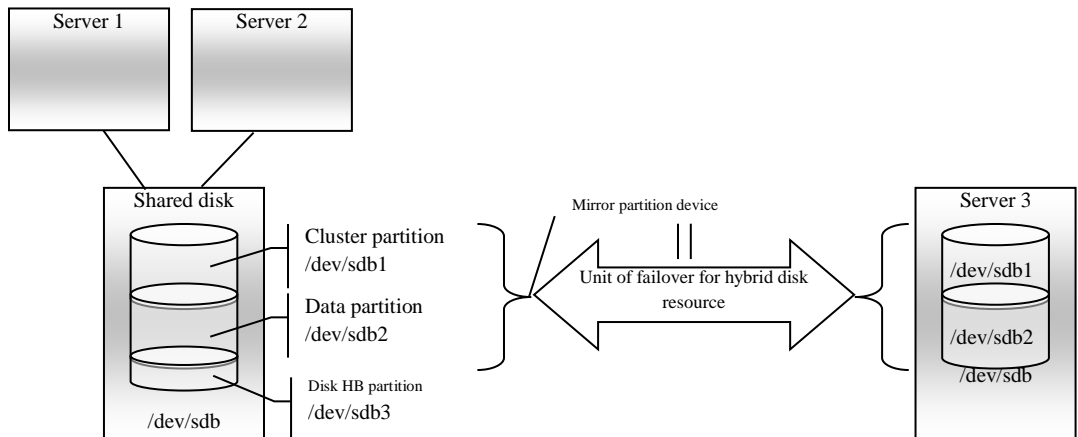 Server 1
Server 2
Shared disk
Cluster partition
/dev/sdb1
Data partition
/dev/sdb2
Disk HB partition
/dev/sdb3
/dev/sdb
Mirror partition device
Unit of failover for hybrid disk
resource
Server 3
/dev/sdb1
/dev/sdb2
/dev/sdb